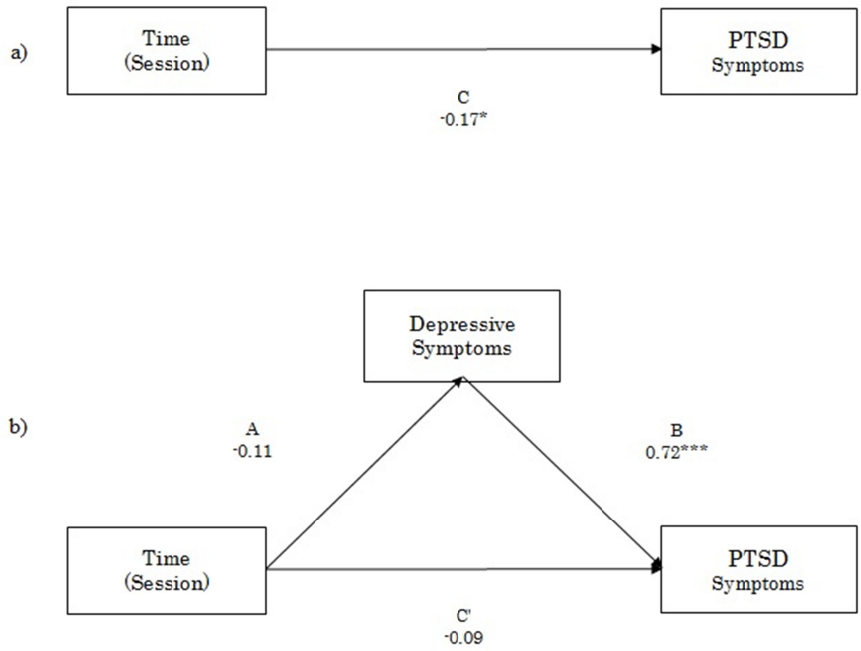 a)
Time
(Session)
PTSD
Symptoms
C
-0.17*
Depressive
Symptoms
b)
A
-0.11
B
0.72***
Time
(Session)
PTSD
Symptoms
C'
-0.09